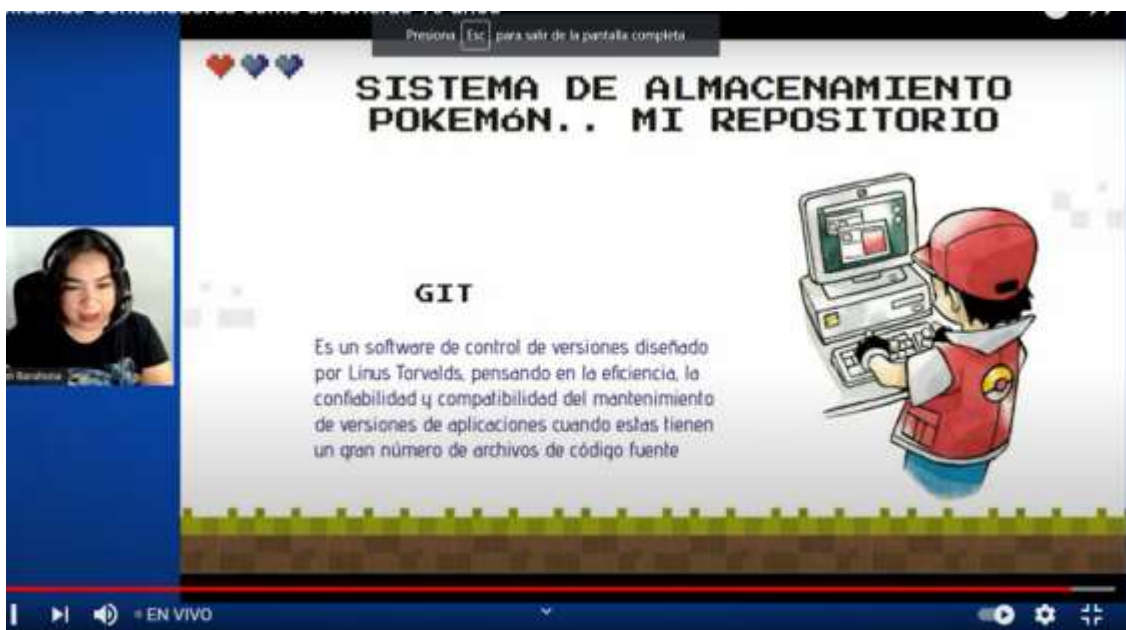 Presiona Esc para salir de la pantalla completa
SISTEMA DE ALMACENAMIENTO
POKEMóN.. MI REPOSITORIO
GIT
Es un software de control de versiones diseñado
por Linus Torvalds, pensando en la eficiencia, la
confiabilidad y compatibilidad del mantenimiento
de versiones de aplicaciones cuando estas tienen
un gran número de archivos de código fuente
Barahona
EN VIVO